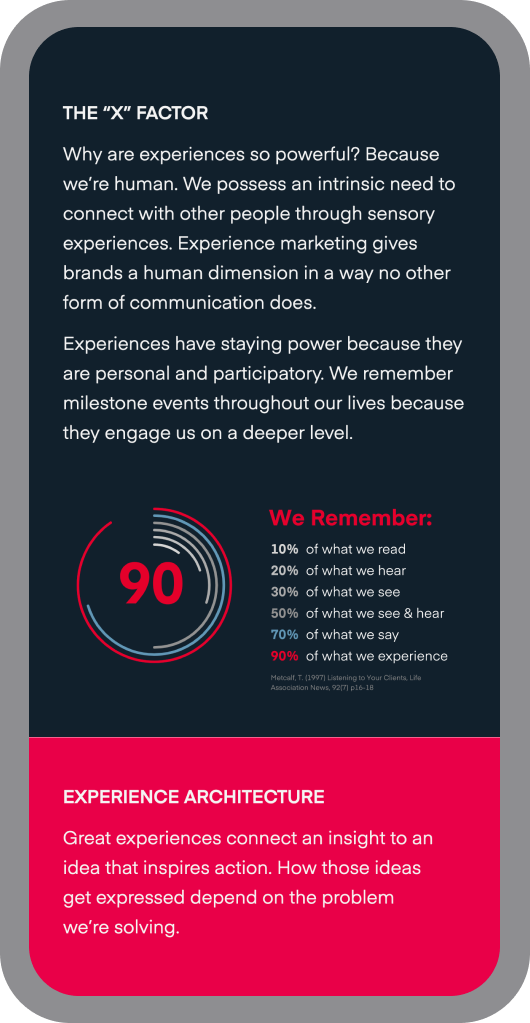 THE “X” FACTOR
Why are experiences so powerful? Because
we’re human. We possess an intrinsic need to
connect with other people through sensory
experiences. Experience marketing gives
brands a human dimension in a way no other
form of communication does.
Experiences have staying power because they
are personal and participatory. We remember
milestone events throughout our lives because
they engage us on a deeper level.
90
We Remember:
10% of what we read
20% of what we hear
30% of what we see
50% of what we see & hear
70% of what we say
90% of what we experience
Metcalf, T. (1997) Listening to Your Clients, Life
Association News, 92(7) p16-18
EXPERIENCE ARCHITECTURE
Great experiences connect an insight to an
idea that inspires action. How those ideas
get expressed depend on the problem
we’re solving.